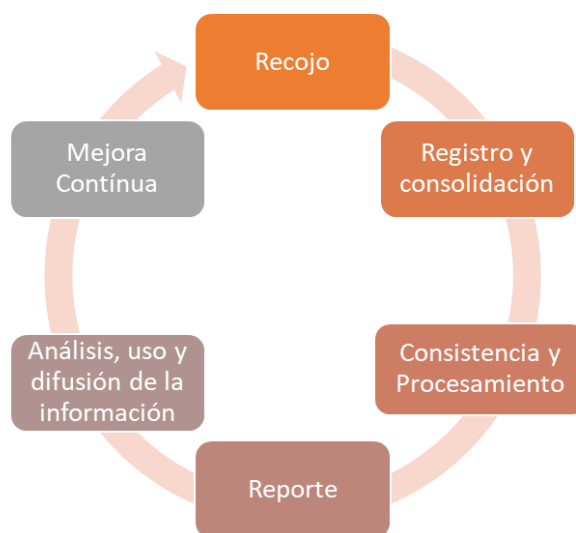 Recojo
Registro y
consolidación
Consistencia y
Procesamiento
Reporte
Análisis, uso y
difusión de la
información
Mejora
Contínua